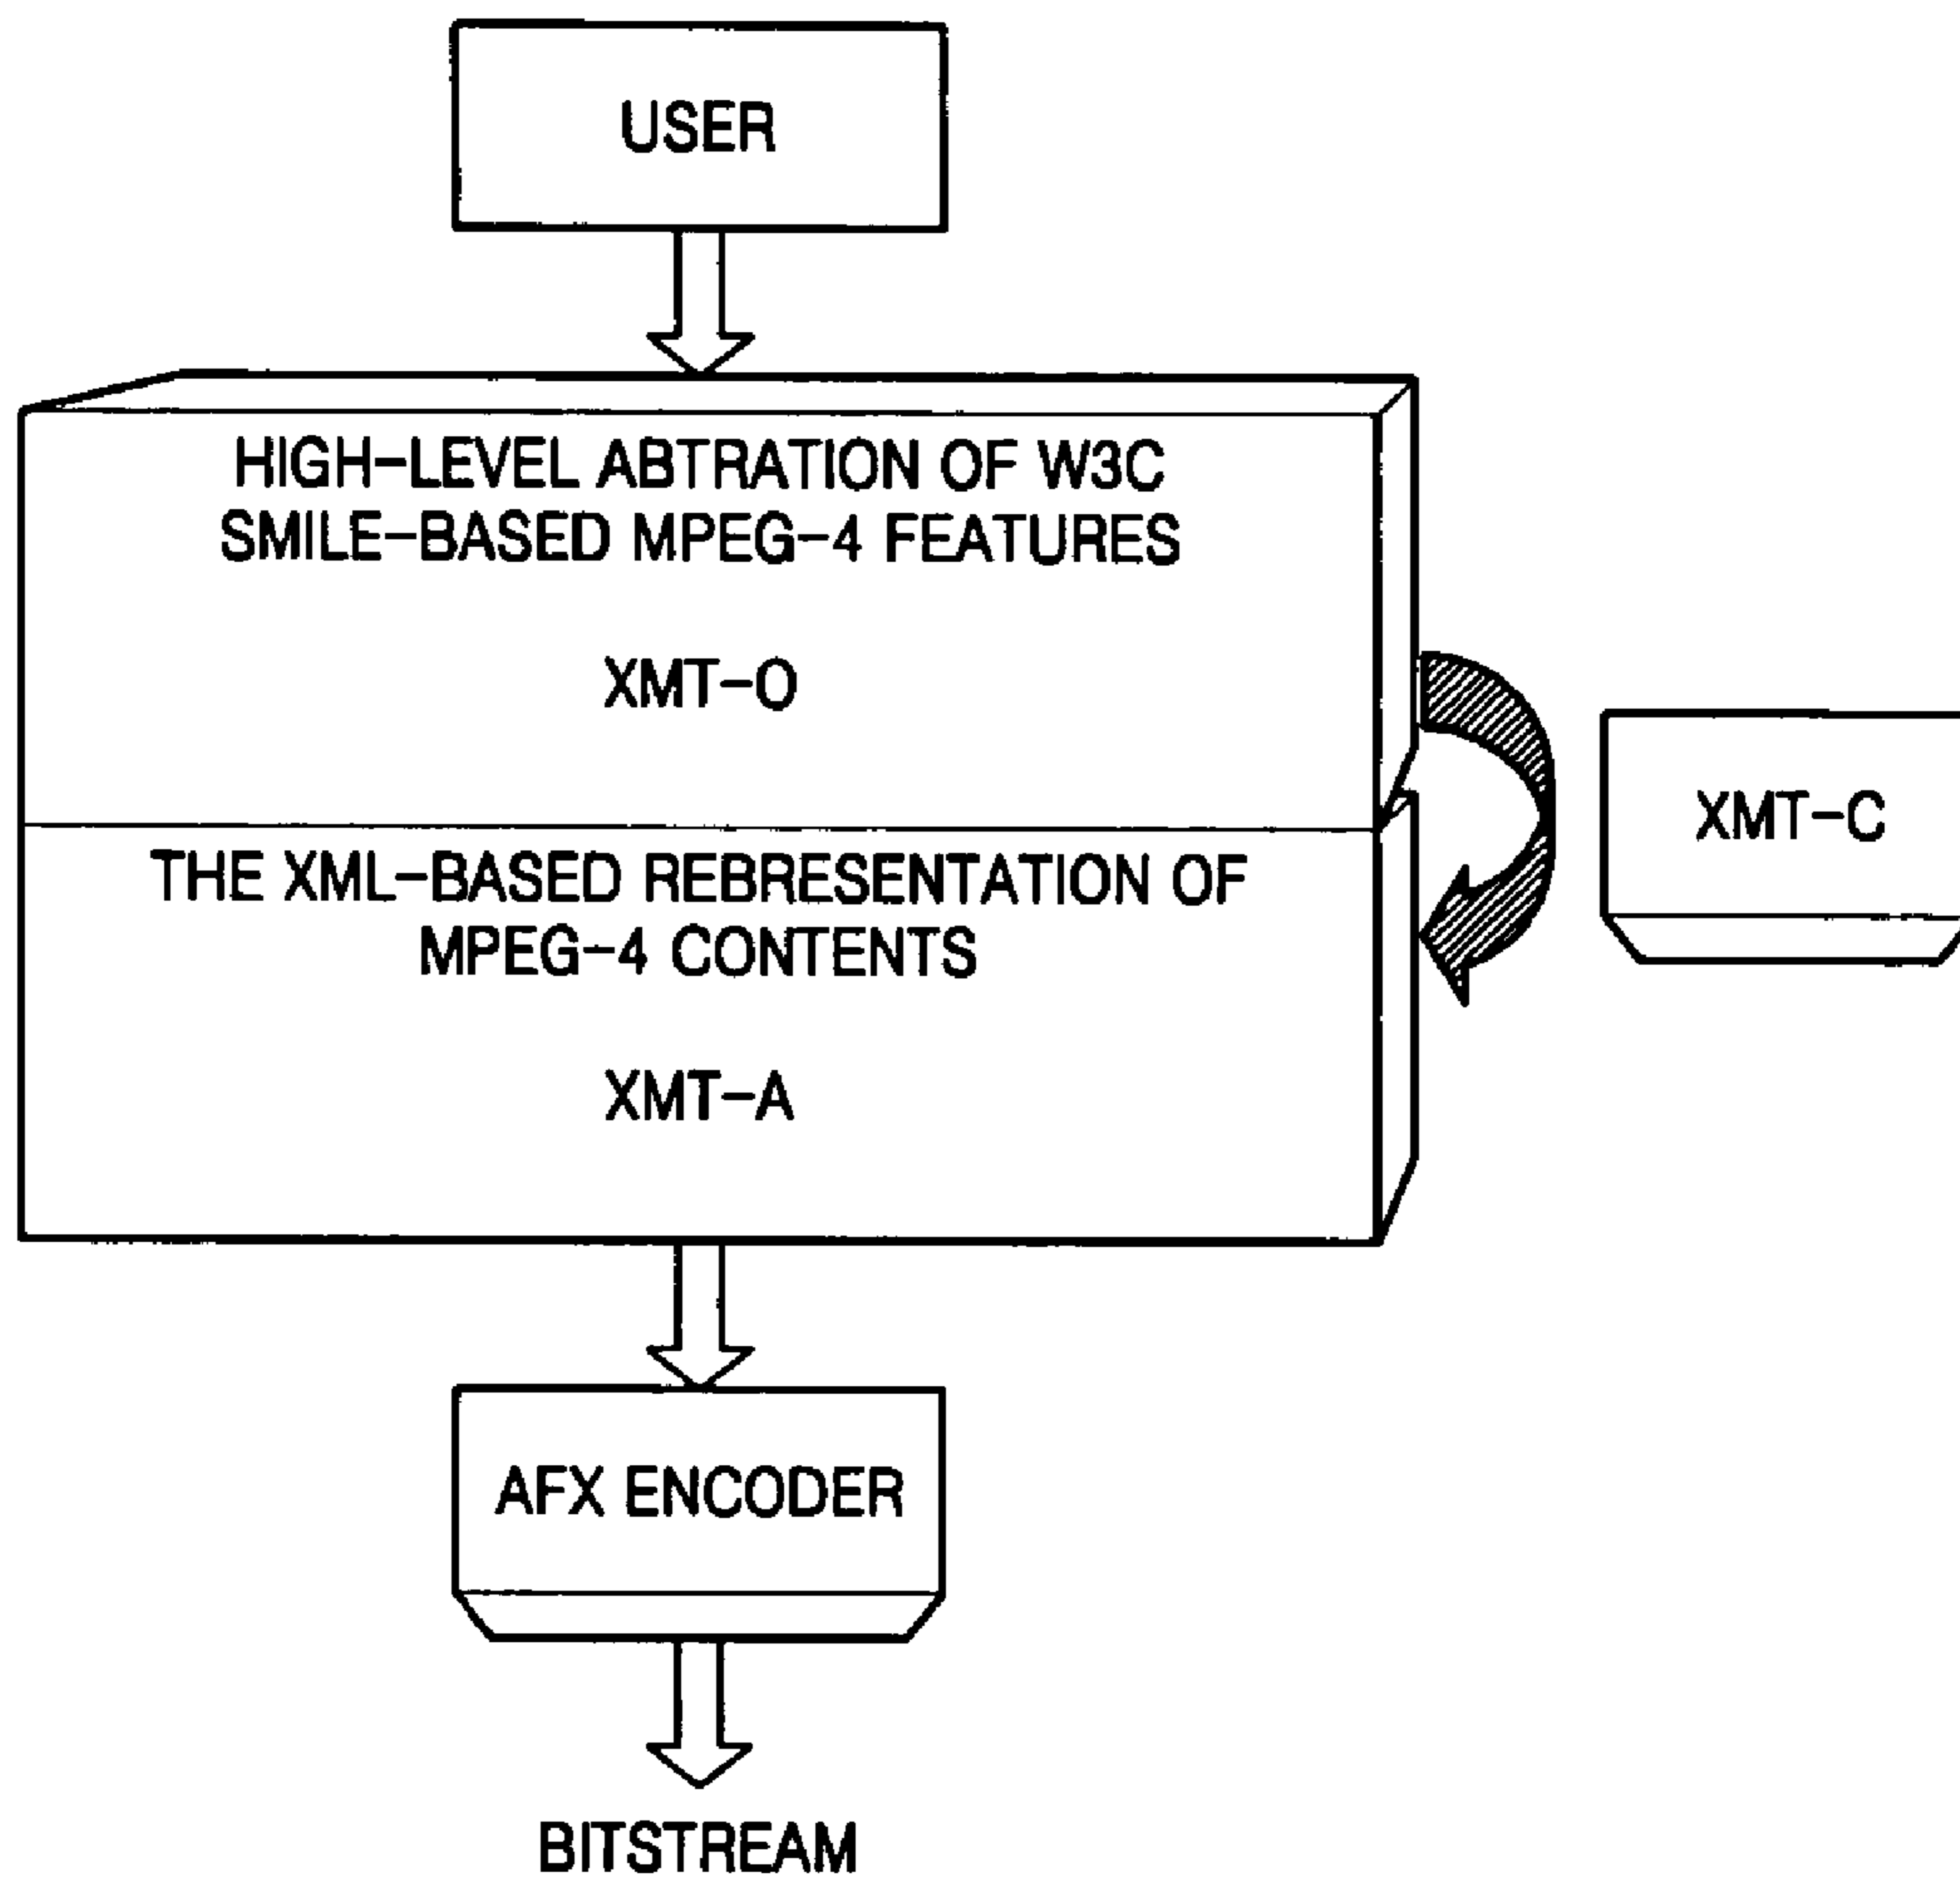 USER
HIGH-LEVEL ABTRATION OF W3C
SMILE-BASED MPEG-4 FEATURES
XMT-O
XMT-C
THE XML-BASED REBRESENTATION OF
MPEG-4 CONTENTS
XMT-A
AFX ENCODER
BITSTREAM